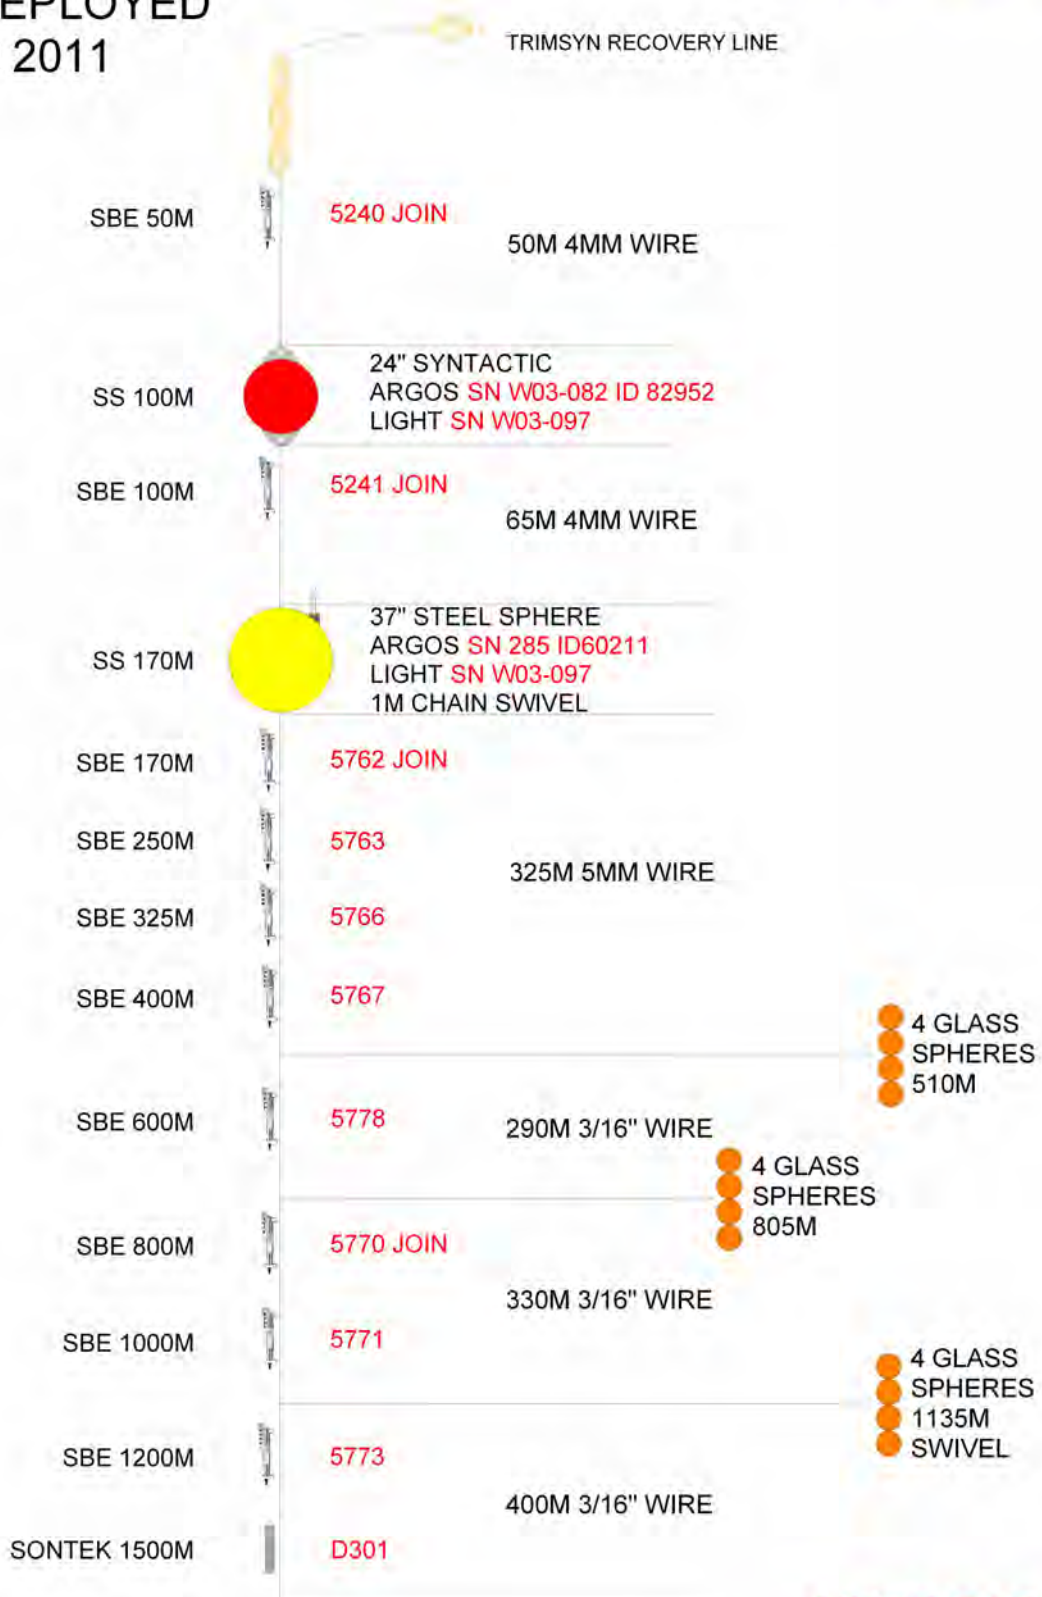 EPLOYED
2011
TRIMSYN RECOVERY LINE
SBE 50M
5240 JOIN
50M 4MM WIRE
SS 100M
24" SYNTACTIC
ARGOS SN W03-082 ID 82952
LIGHT SN W03-097
SBE 100M
5241 JOIN
65M 4MM WIRE
SS 170M
37" STEEL SPHERE
ARGOS SN 285 ID60211
LIGHT SN W03-097
1M CHAIN SWIVEL
SBE 170M
5762 JOIN
SBE 250M
5763
325M 5MM WIRE
SBE 325M
5766
SBE 400M
5767
4 GLASS
SPHERES
510M
SBE 600M
5778
290M 3/16" WIRE
4 GLASS
SPHERES
805M
SBE 800M
5770 JOIN
330M 3/16" WIRE
SBE 1000M
5771
4 GLASS
SPHERES
1135M
SWIVEL
SBE 1200M
5773
400M 3/16" WIRE
SONTEK 1500M
D301